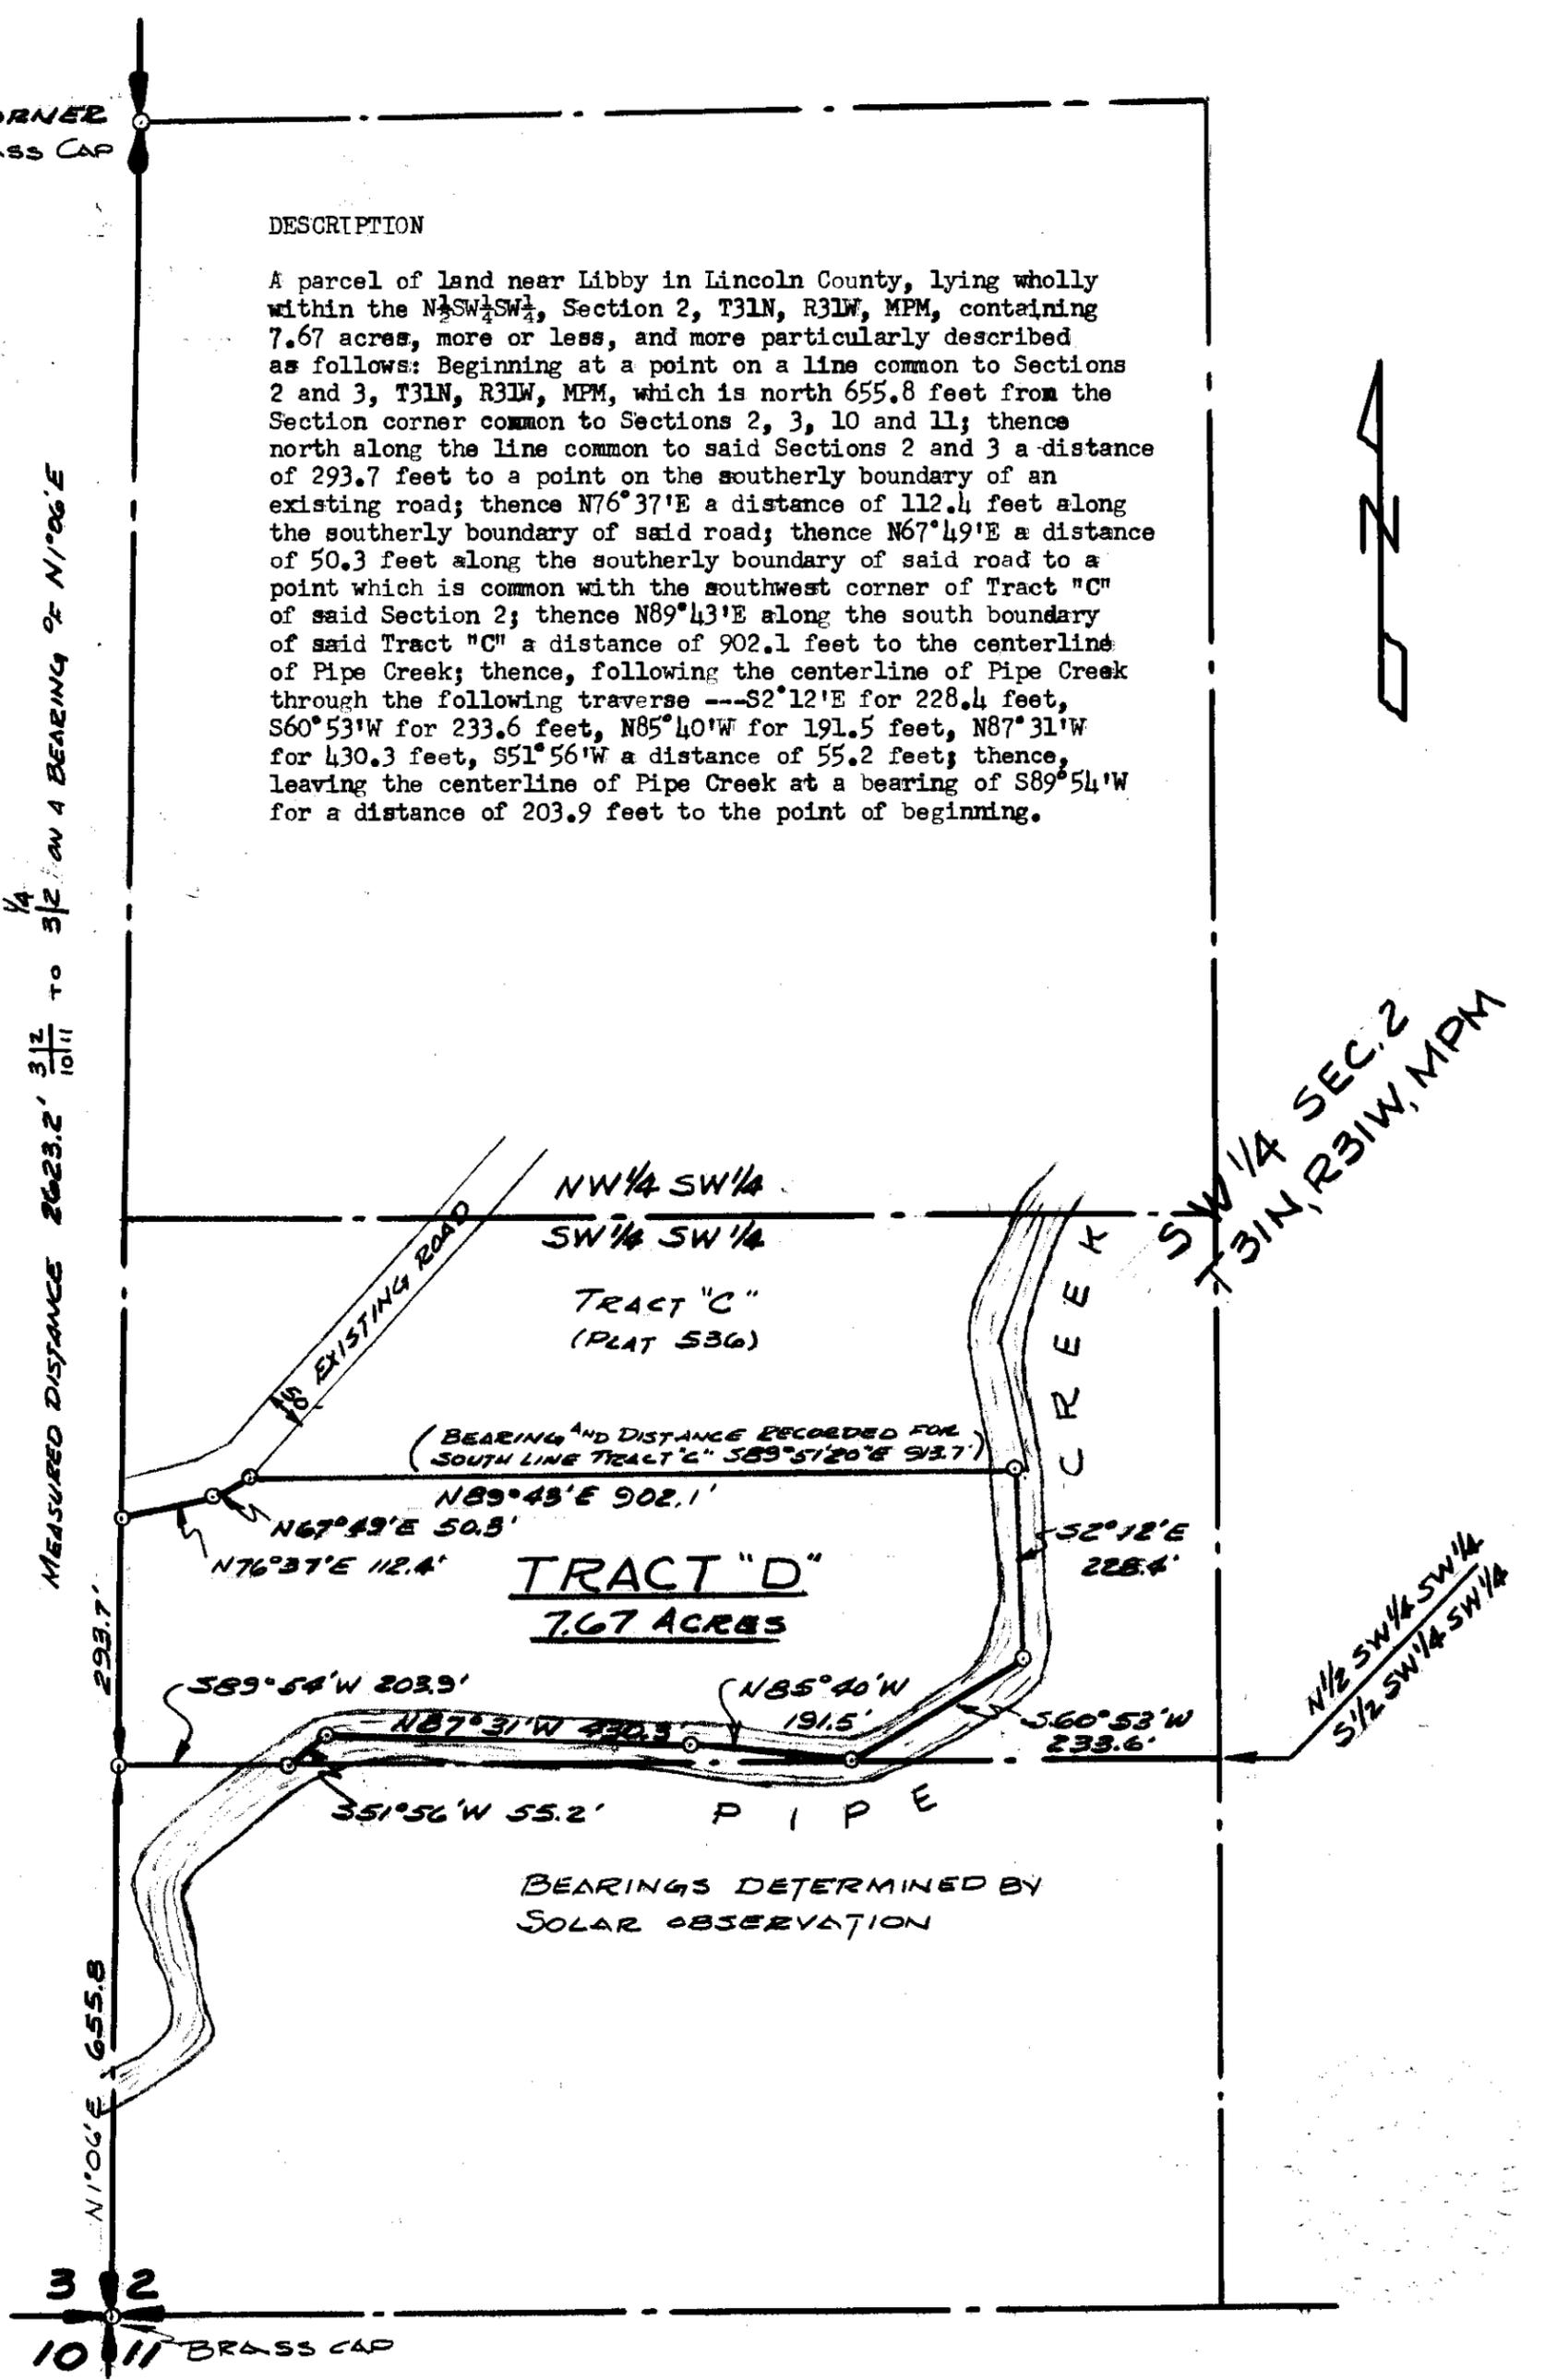 CORNER
BRASS CAP
DESCRIPTION
A parcel of land near Libby in Lincoln County, lying wholly
within the N½SW¼SW¼, Section 2, T31N, R31W, MPM, containing
7.67 acres, more or less, and more particularly described
as follows: Beginning at a point on a line common to Sections
2 and 3, T31N, R31W, MPM, which is north 655.8 feet from the
Section corner common to Sections 2, 3, 10 and 11; thence
north along the line common to said Sections 2 and 3 a distance
of 293.7 feet to a point on the southerly boundary of an
existing road; thence N76°37'E a distance of 112.4 feet along
the southerly boundary of said road; thence N67°49'E a distance
of 50.3 feet along the southerly boundary of said road to a
point which is common with the southwest corner of Tract "C"
of said Section 2; thence N89°43'E along the south boundary
of said Tract "C" a distance of 902.1 feet to the centerline
of Pipe Creek; thence, following the centerline of Pipe Creek
through the following traverse ---S2°12'E for 228.4 feet,
S60°53'W for 233.6 feet, N85°40'W for 191.5 feet, N87°31'W
for 430.3 feet, S51°56'W a distance of 55.2 feet; thence,
leaving the centerline of Pipe Creek at a bearing of S89°54'W
for a distance of 203.9 feet to the point of beginning.
N
MEASURED DISTANCE 2623.2' 3|2 10|11 TO 1/4 3|2 ON A BEARING OF N1°06'E
SW 1/4 SEC. 2
T31N, R31W, MPM
NW1/4 SW1/4
SW1/4 SW1/4
EXISTING ROAD
TRACT "C"
(PLAT 536)
CREEK
(BEARING AND DISTANCE RECORDED FOR
SOUTH LINE TRACT "C" S89°51'20"E 913.7')
N89°43'E 902.1'
N67°49'E 50.3'
N76°37'E 112.4'
S2°12'E
228.4'
TRACT "D"
7.67 ACRES
293.7'
S89°54'W 203.9'
N87°31'W 430.3'
N85°40'W
191.5'
S60°53'W
233.6'
N1/2 SW1/4 SW1/4
S1/2 SW1/4 SW1/4
S51°56'W 55.2'
PIPE
BEARINGS DETERMINED BY
SOLAR OBSERVATION
N1°06'E 655.8
3 2
10 11
BRASS CAP